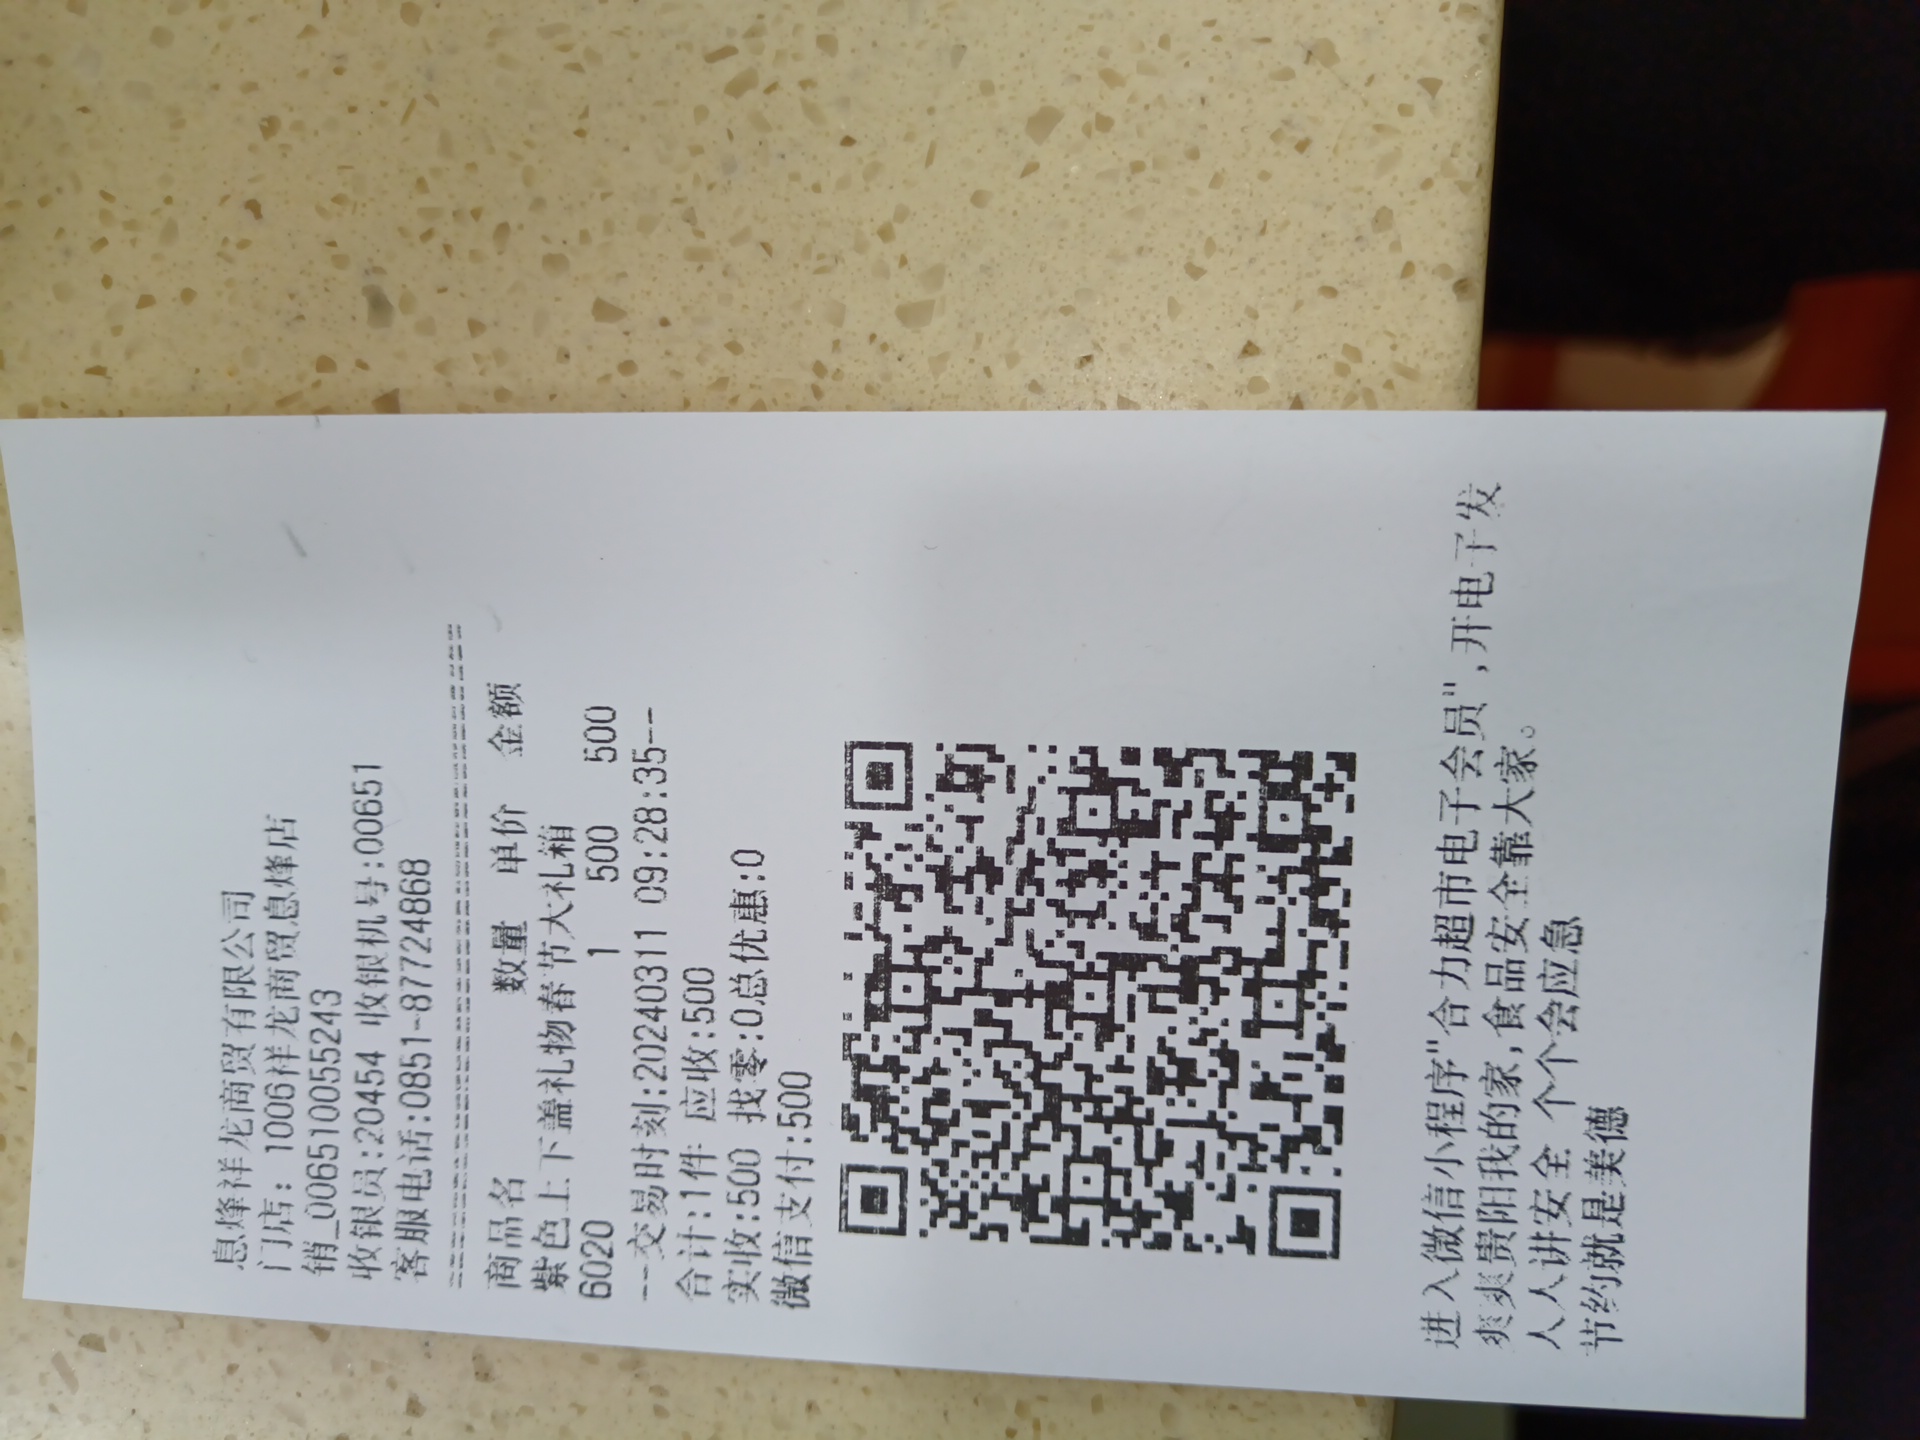 息烽祥龙商贸有限公司
门店: 1006祥龙商贸息烽店
销_0065110055243
收银员:20454 收银机号:00651
客服电话:0851-87724868
商品名 数量 单价 金额
紫色上下盖礼物春节大礼箱
6020 1 500 500
--交易时刻:20240311 09:28:35--
合计:1件 应收:500
实收:500 找零:0总优惠:0
微信支付:500
进入微信小程序"合力超市电子会员",开电子发
爽爽贵阳我的家,食品安全靠大家。
人人讲安全 个个会应急
节约就是美德